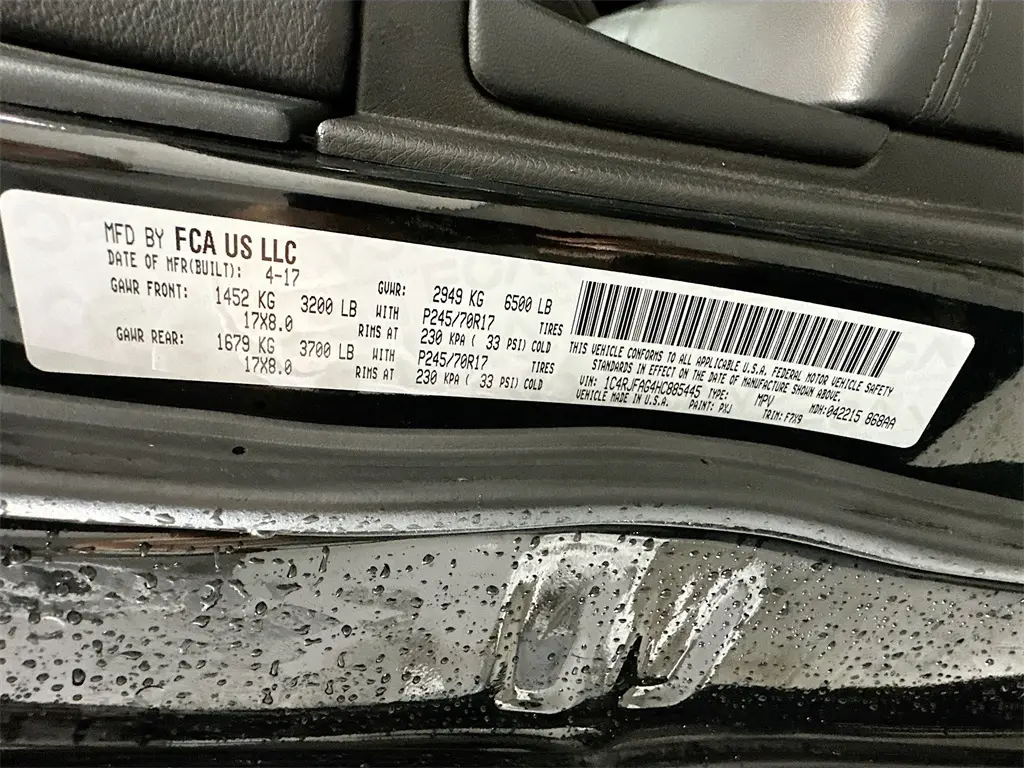 MFD BY FCA US LLC
DATE OF MFR(BUILT): 4-17
GAWR FRONT: 1452 KG 3200 LB
17X8.0 RIMS AT
GAWR REAR: 1679 KG 3700 LB WITH
17X8.0 RIMS AT
GVWR: 2949 KG 6500 LB
WITH P245/70R17 TIRES
230 KPA ( 33 PSI) COLD
P245/70R17 TIRES
230 KPA ( 33 PSI) COLD
THIS VEHICLE CONFORMS TO ALL APPLICABLE U.S.A. FEDERAL MOTOR VEHICLE SAFETY
STANDARDS IN EFFECT ON THE DATE OF MANUFACTURE SHOWN ABOVE.
VIN: 1C4RJFAG4HC885445 TYPE: MPV MDH:042215 868AA
VEHICLE MADE IN U.S.A. PAINT: PXJ TRIM: F7X9